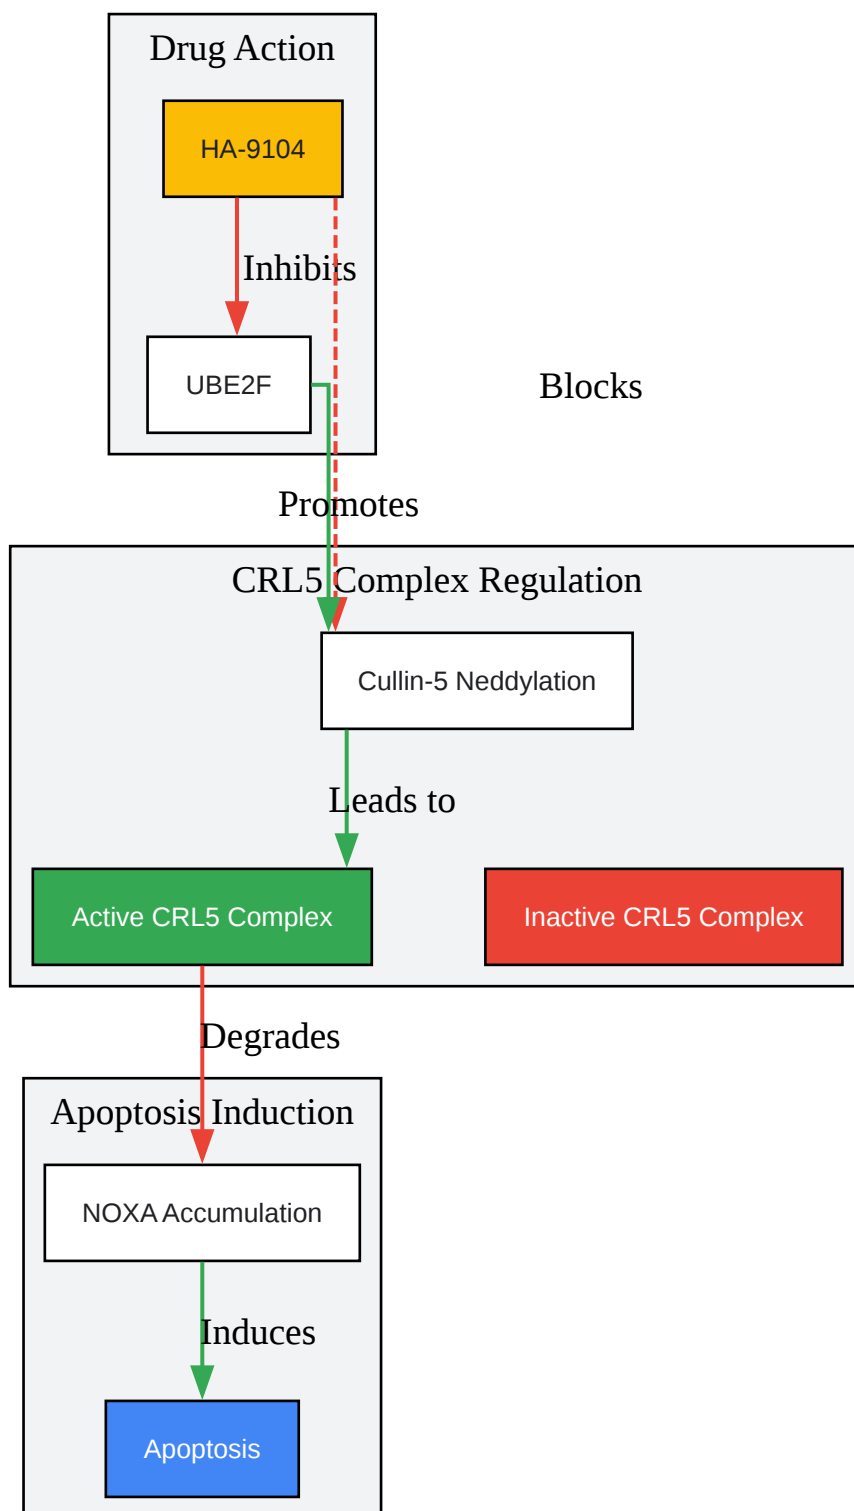 Drug Action
HA-9104
Inhibits
UBE2F
Blocks
Promotes
CRL5 Complex Regulation
Cullin-5 Neddylation
Leads to
Active CRL5 Complex
Inactive CRL5 Complex
Degrades
Apoptosis Induction
NOXA Accumulation
Induces
Apoptosis